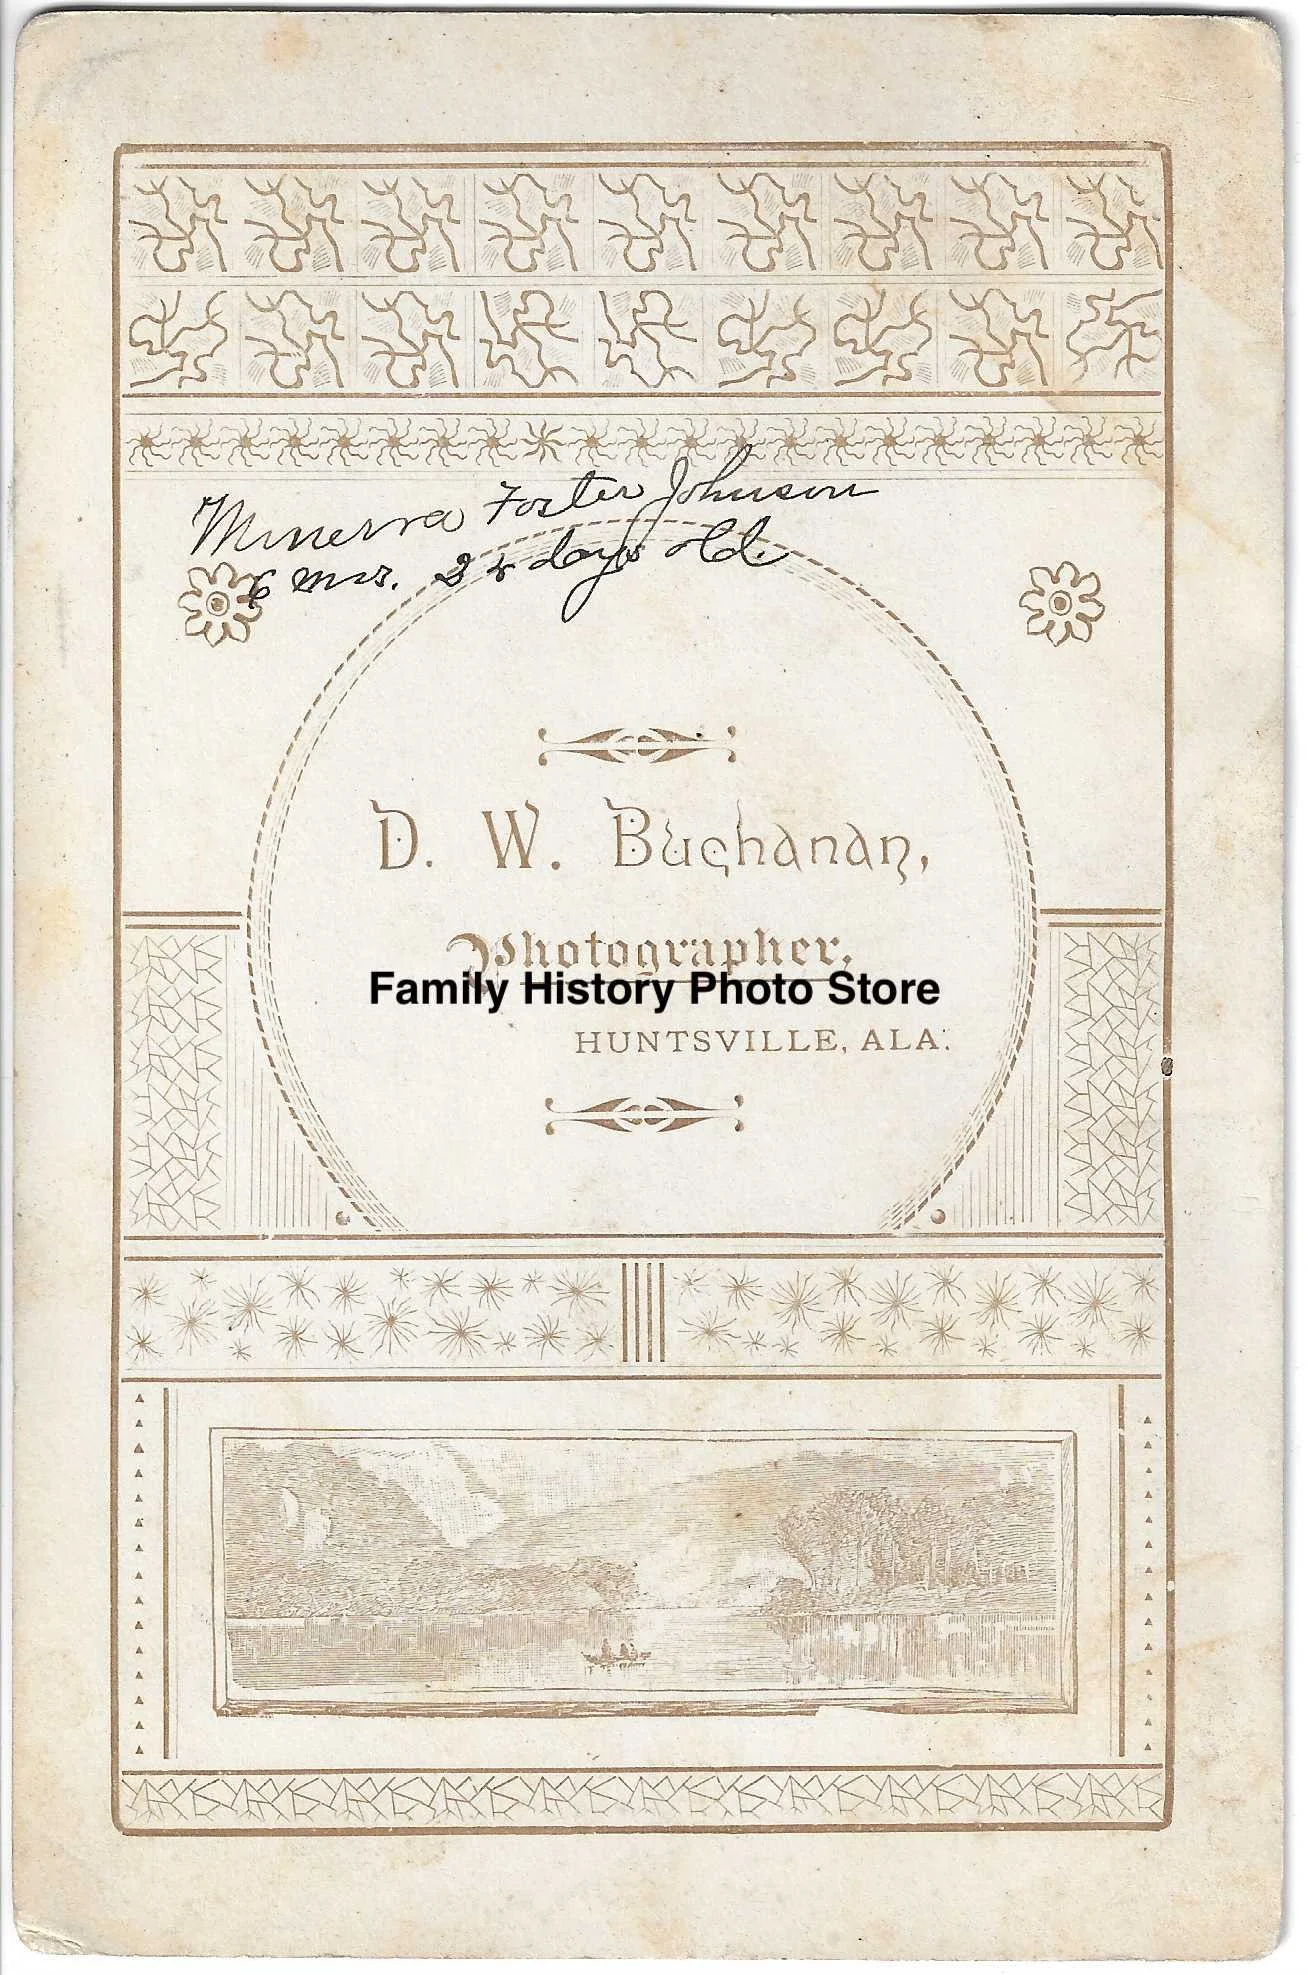 Minerva Foster Johnson
6 mos. 24 days old.
D. W. Buchanan,
Photographer,
Family History Photo Store
HUNTSVILLE, ALA.